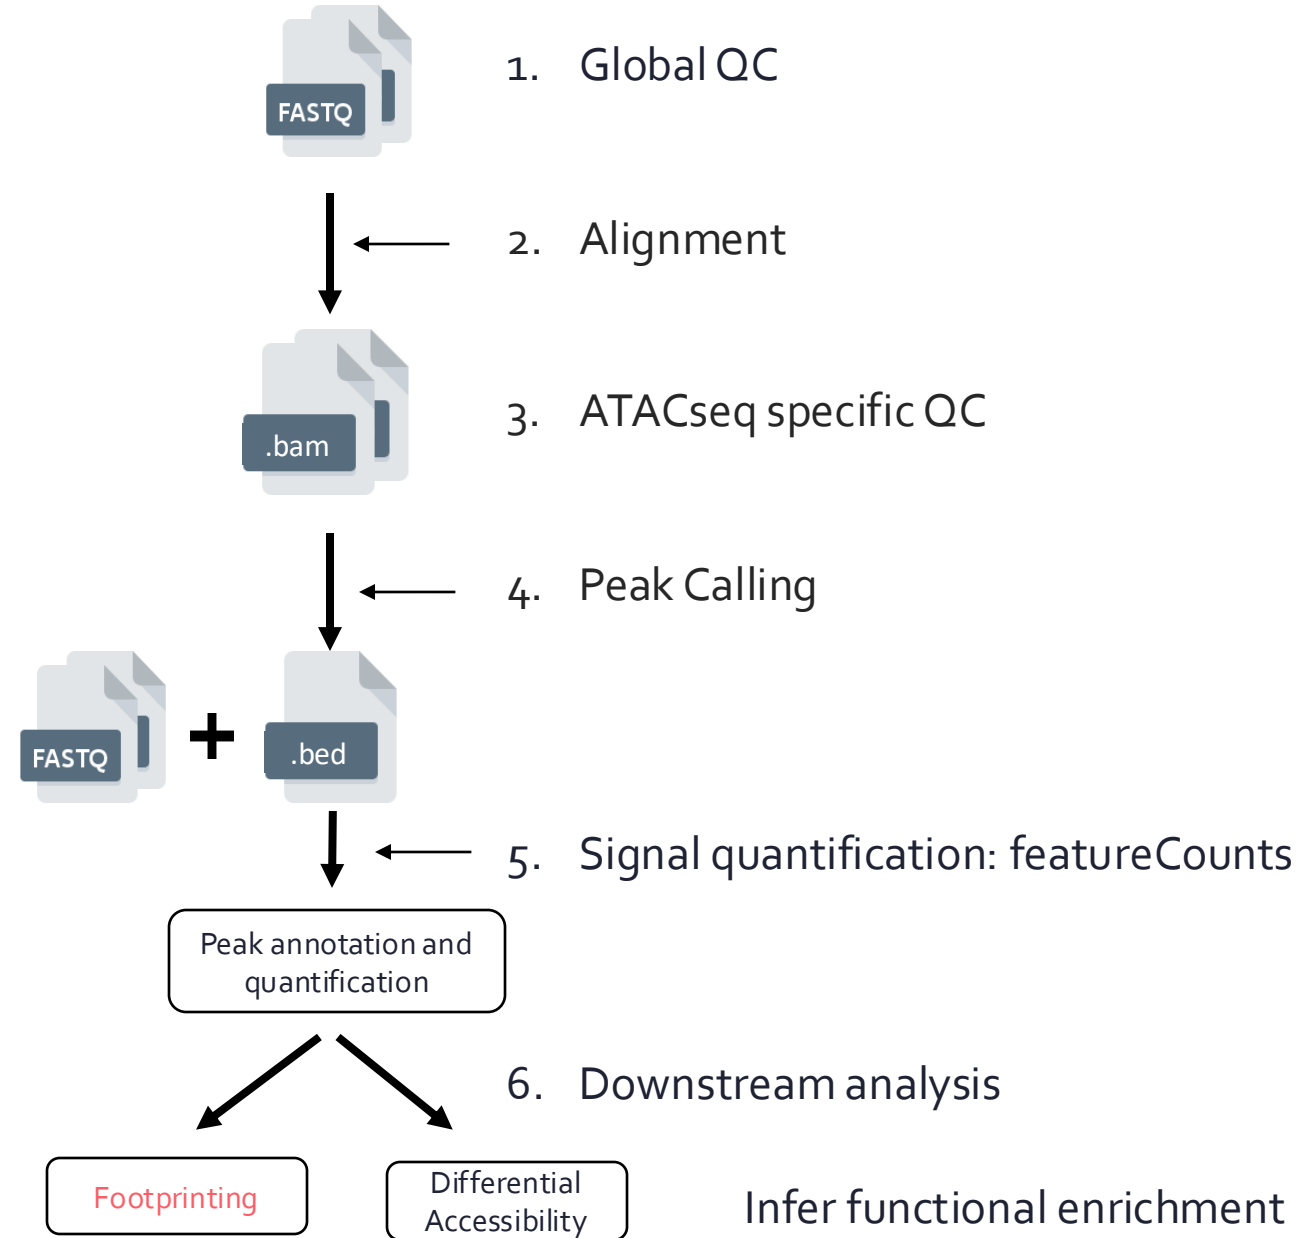 FASTQ
1. Global QC
2. Alignment
.bam
3. ATACseq specific QC
4. Peak Calling
FASTQ
+
.bed
5. Signal quantification: featureCounts
Peak annotation and
quantification
6. Downstream analysis
Footprinting
Differential
Accessibility
Infer functional enrichment